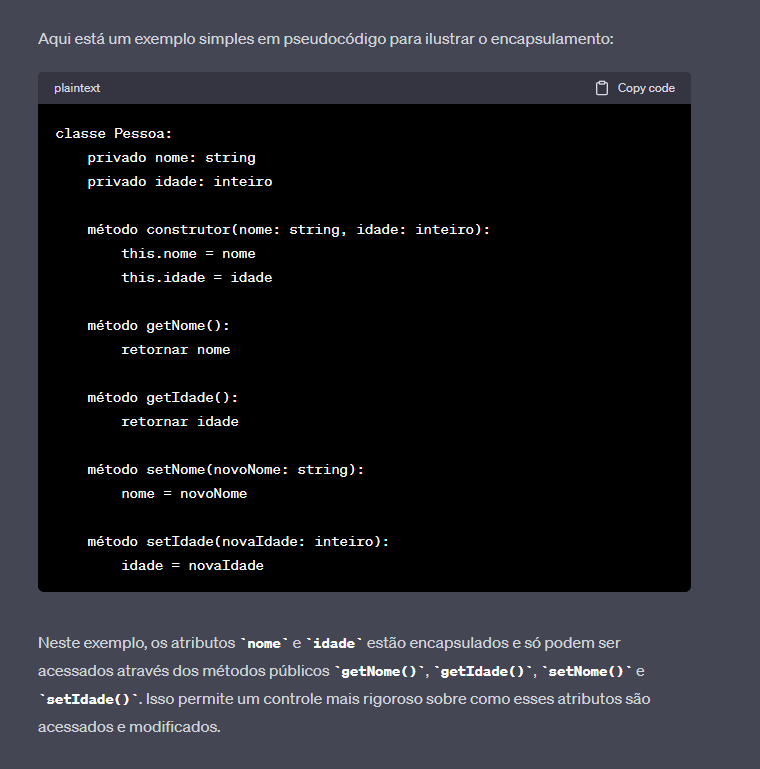 Aqui está um exemplo simples em pseudocódigo para ilustrar o encapsulamento:
plaintext
Copy code
classe Pessoa:
    privado nome: string
    privado idade: inteiro

    método construtor(nome: string, idade: inteiro):
        this.nome = nome
        this.idade = idade

    método getNome():
        retornar nome

    método getIdade():
        retornar idade

    método setNome(novoNome: string):
        nome = novoNome

    método setIdade(novaIdade: inteiro):
        idade = novaIdade

Neste exemplo, os atributos `nome` e `idade` estão encapsulados e só podem ser
acessados através dos métodos públicos `getNome()`, `getIdade()`, `setNome()` e
`setIdade()`. Isso permite um controle mais rigoroso sobre como esses atributos são
acessados e modificados.